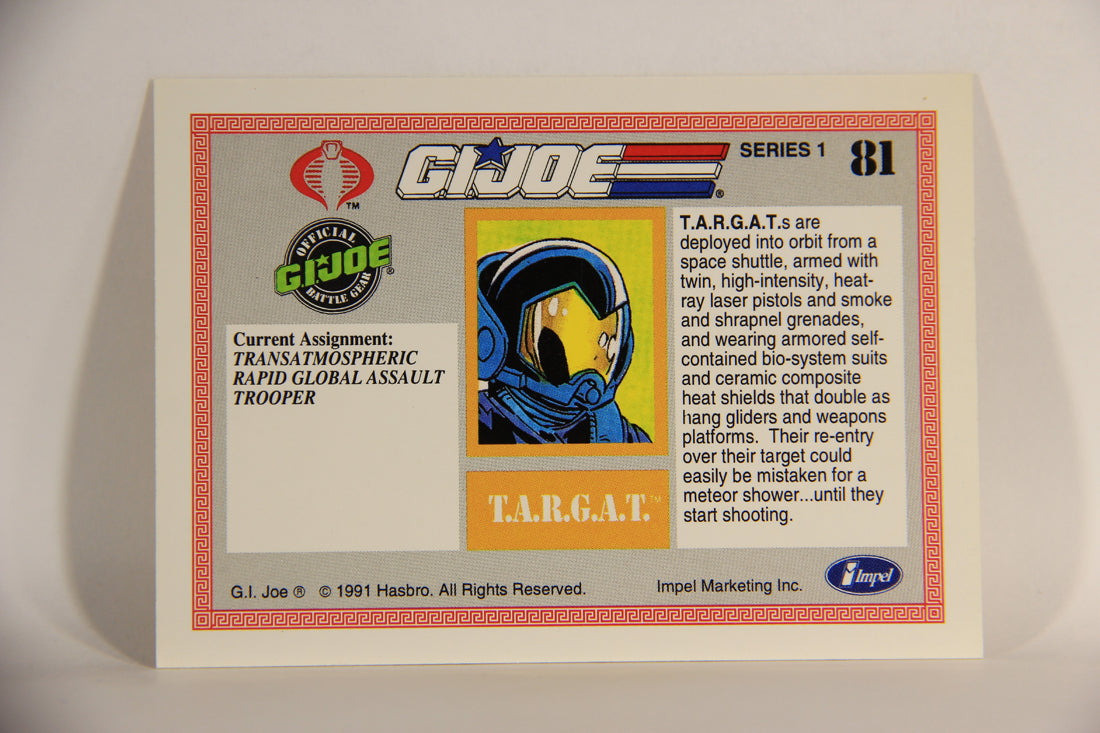 TM
G.I.JOE ®
SERIES 1
81
OFFICIAL
G.I.JOE ®
BATTLE GEAR
Current Assignment:
TRANSATMOSPHERIC
RAPID GLOBAL ASSAULT
TROOPER
T.A.R.G.A.T.™
T.A.R.G.A.T.s are
deployed into orbit from a
space shuttle, armed with
twin, high-intensity, heat-
ray laser pistols and smoke
and shrapnel grenades,
and wearing armored self-
contained bio-system suits
and ceramic composite
heat shields that double as
hang gliders and weapons
platforms. Their re-entry
over their target could
easily be mistaken for a
meteor shower...until they
start shooting.
G.I. Joe ® © 1991 Hasbro. All Rights Reserved.
Impel Marketing Inc.
Impel